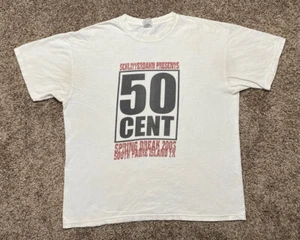 SCHLITTERBAHN PRESENTS
50
CENT
SPRING BREAK 2003
SOUTH PADRE ISLAND TX